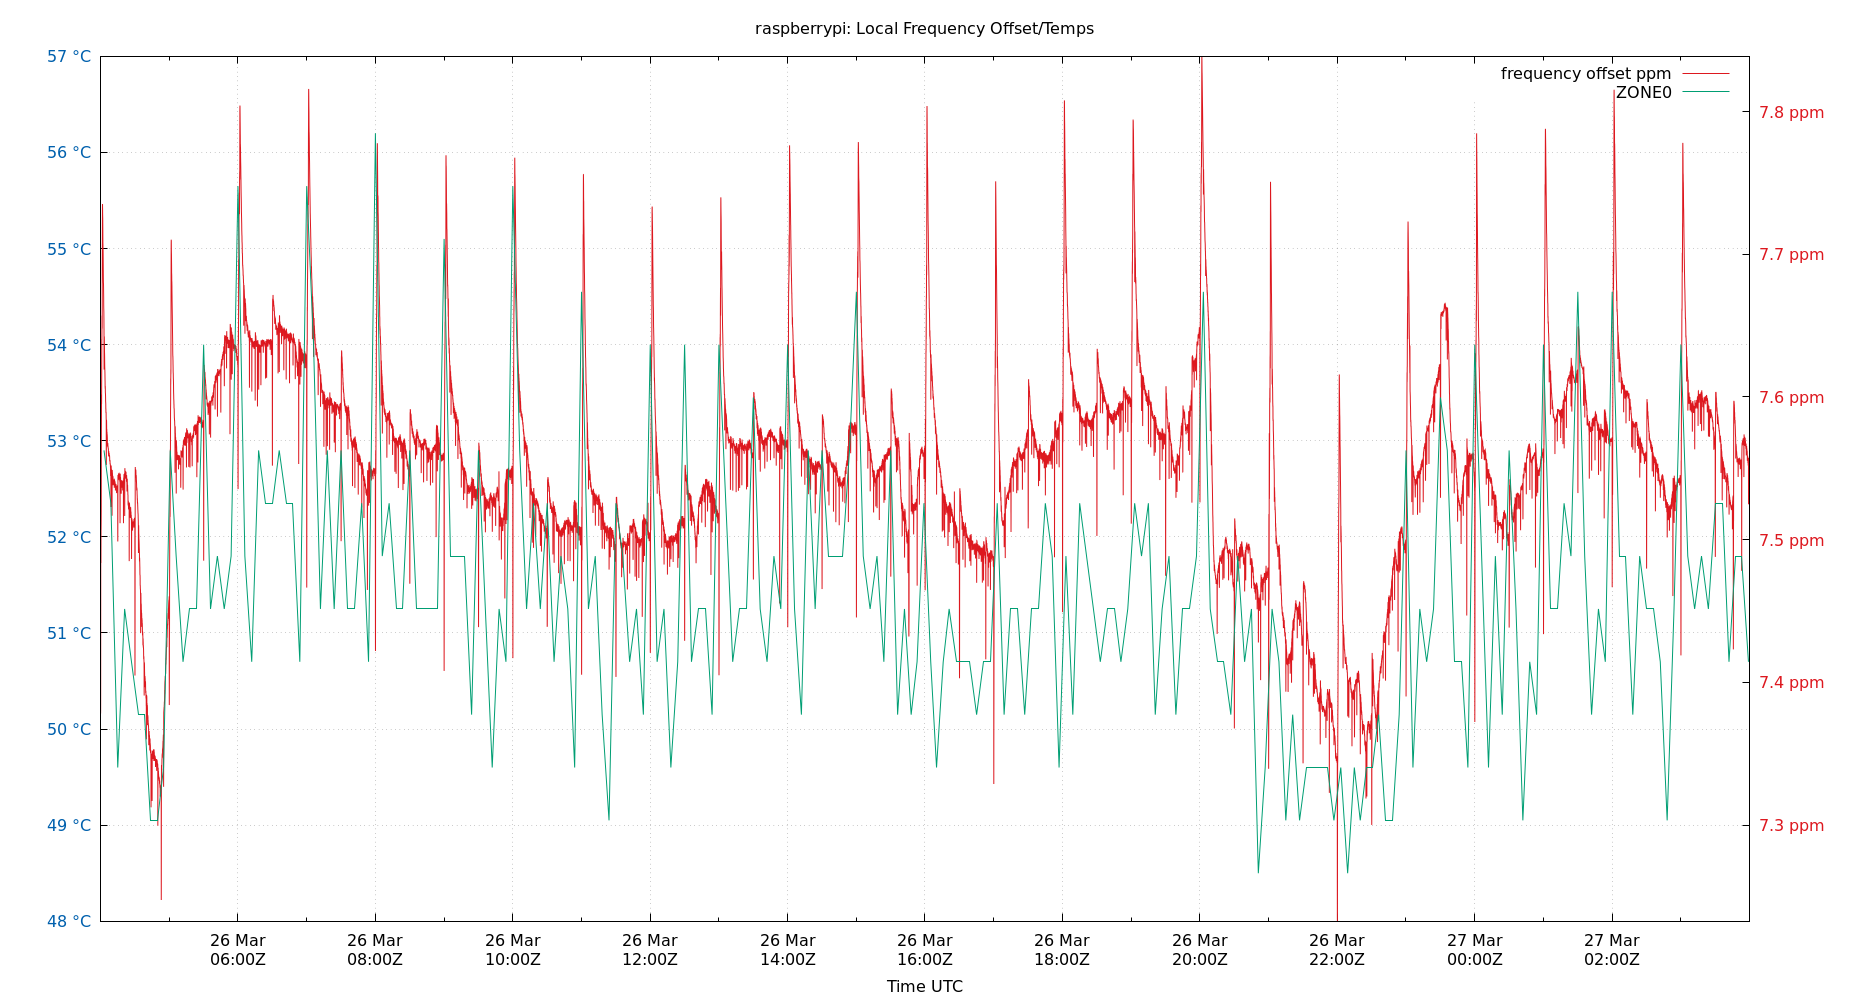 raspberrypi: Local Frequency Offset/Temps
57 °C
56 °C
55 °C
54 °C
53 °C
52 °C
51 °C
50 °C
49 °C
48 °C
frequency offset ppm
ZONE0
7.8 ppm
7.7 ppm
7.6 ppm
7.5 ppm
7.4 ppm
7.3 ppm
26 Mar
06:00Z
26 Mar
08:00Z
26 Mar
10:00Z
26 Mar
12:00Z
26 Mar
14:00Z
26 Mar
16:00Z
26 Mar
18:00Z
26 Mar
20:00Z
26 Mar
22:00Z
27 Mar
00:00Z
27 Mar
02:00Z
Time UTC